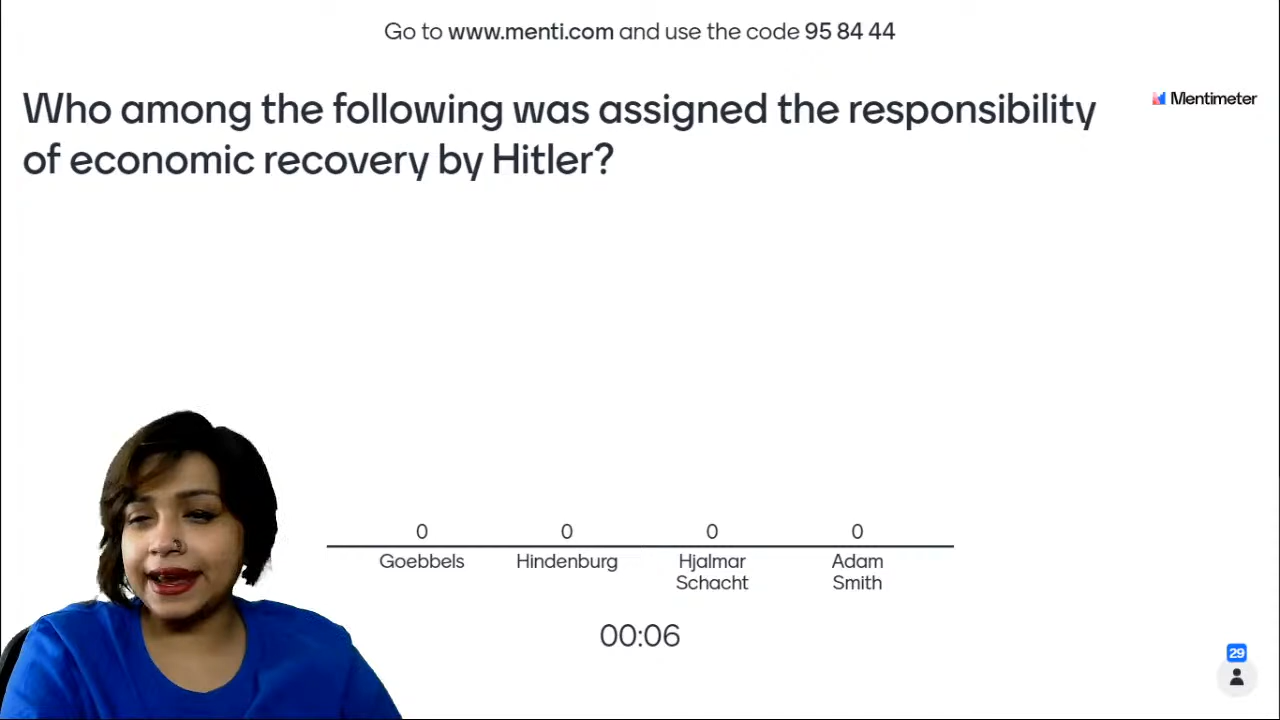 Go to www.menti.com and use the code 95 84 44
Who among the following was assigned the responsibility
of economic recovery by Hitler?
Mentimeter
0
0
0
0
Goebbels
Hindenburg
Hjalmar
Schacht
Adam
Smith
00:06
29